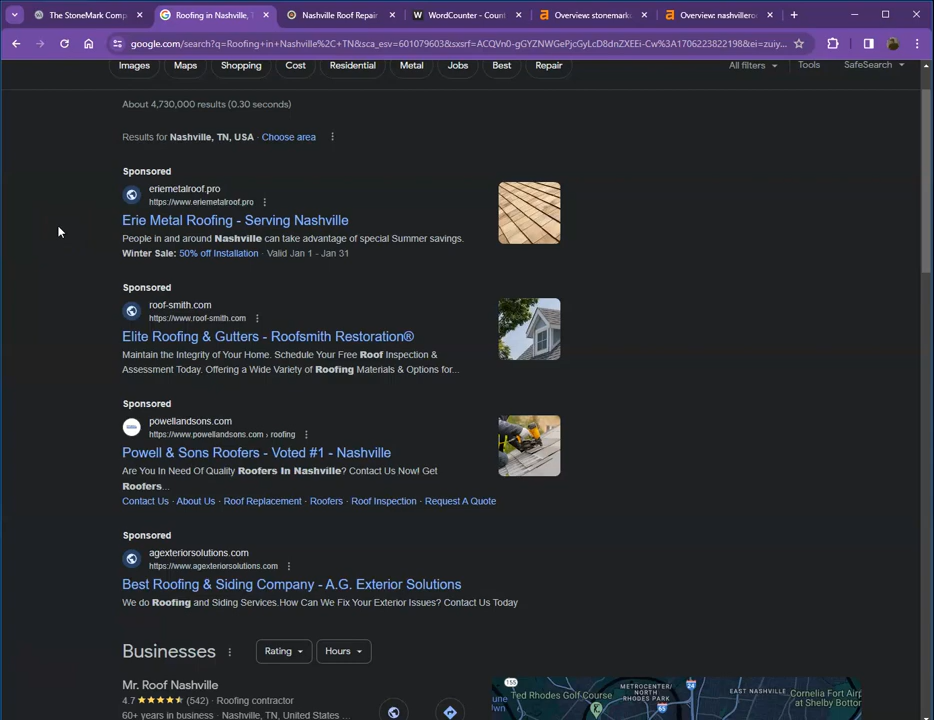 The StoneMark Comp
Roofing in Nashville,
Nashville Roof Repair
WordCounter - Coun
Overview: stonemark
Overview: nashviller
google.com/search?q=Roofing+in+Nashville%2C+TN&sca_esv=601079603&sxsrf=ACQVn0-gGYZNWGePjcGyLcD8dnZXEEi-Cw%3A1706223822198&ei=zuiy...
Images Maps Shopping Cost Residential Metal Jobs Best Repair All filters Tools SafeSearch
About 4,730,000 results (0.30 seconds)
Results for Nashville, TN, USA · Choose area
Sponsored
eriemetalroof.pro
https://www.eriemetalroof.pro
Erie Metal Roofing - Serving Nashville
People in and around Nashville can take advantage of special Summer savings.
Winter Sale: 50% off Installation · Valid Jan 1 - Jan 31
Sponsored
roof-smith.com
https://www.roof-smith.com
Elite Roofing & Gutters - Roofsmith Restoration®
Maintain the Integrity of Your Home. Schedule Your Free Roof Inspection &
Assessment Today. Offering a Wide Variety of Roofing Materials & Options for...
Sponsored
powellandsons.com
https://www.powellandsons.com › roofing
Powell & Sons Roofers - Voted #1 - Nashville
Are You In Need Of Quality Roofers In Nashville? Contact Us Now! Get
Roofers...
Contact Us · About Us · Roof Replacement · Roofers · Roof Inspection · Request A Quote
Sponsored
agexteriorsolutions.com
https://www.agexteriorsolutions.com
Best Roofing & Siding Company - A.G. Exterior Solutions
We do Roofing and Siding Services.How Can We Fix Your Exterior Issues? Contact Us Today
Businesses
Rating
Hours
Mr. Roof Nashville
4.7 (542) · Roofing contractor
60+ years in business · Nashville, TN, United States ...
155
Ted Rhodes Golf Course
METROCENTER/
NORTH
RHODES PARK
24
65
EAST NASHVILLE
Cornelia Fort Airp
at Shelby Bottom